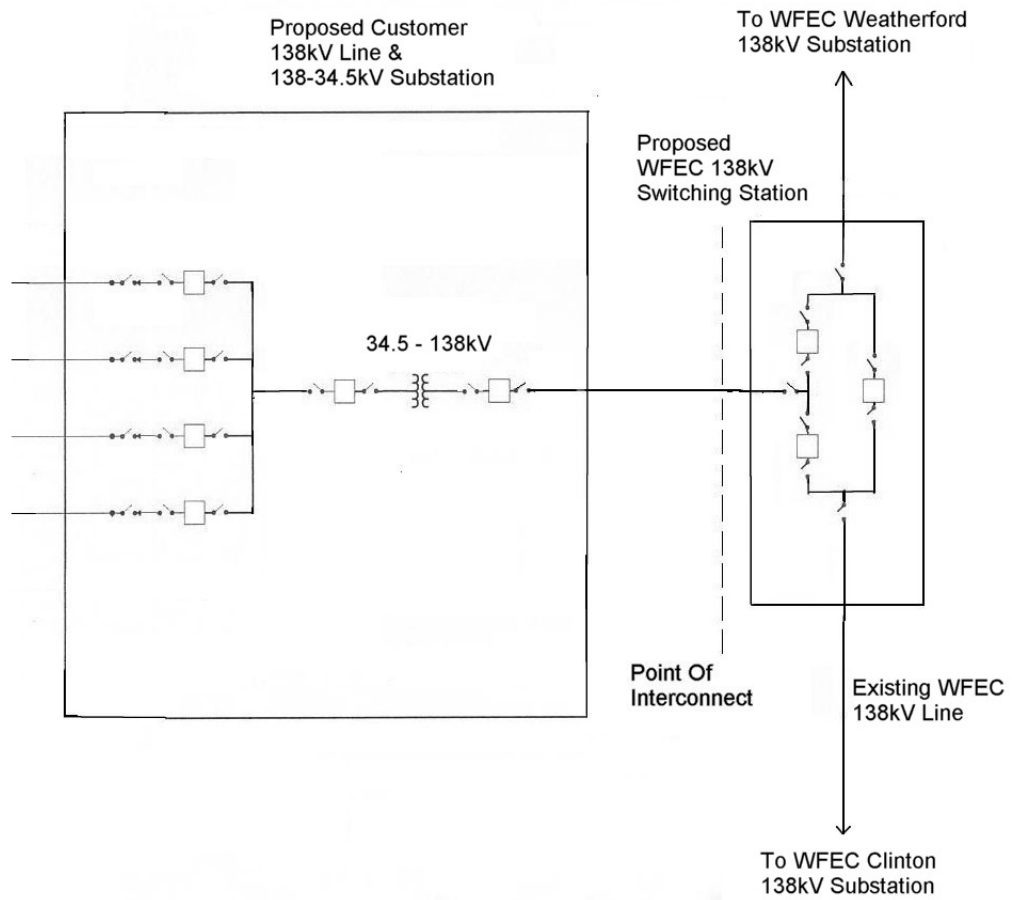 Proposed Customer
138kV Line &
138-34.5kV Substation
To WFEC Weatherford
138kV Substation
Proposed
WFEC 138kV
Switching Station
34.5 - 138kV
Point Of
Interconnect
Existing WFEC
138kV Line
To WFEC Clinton
138kV Substation